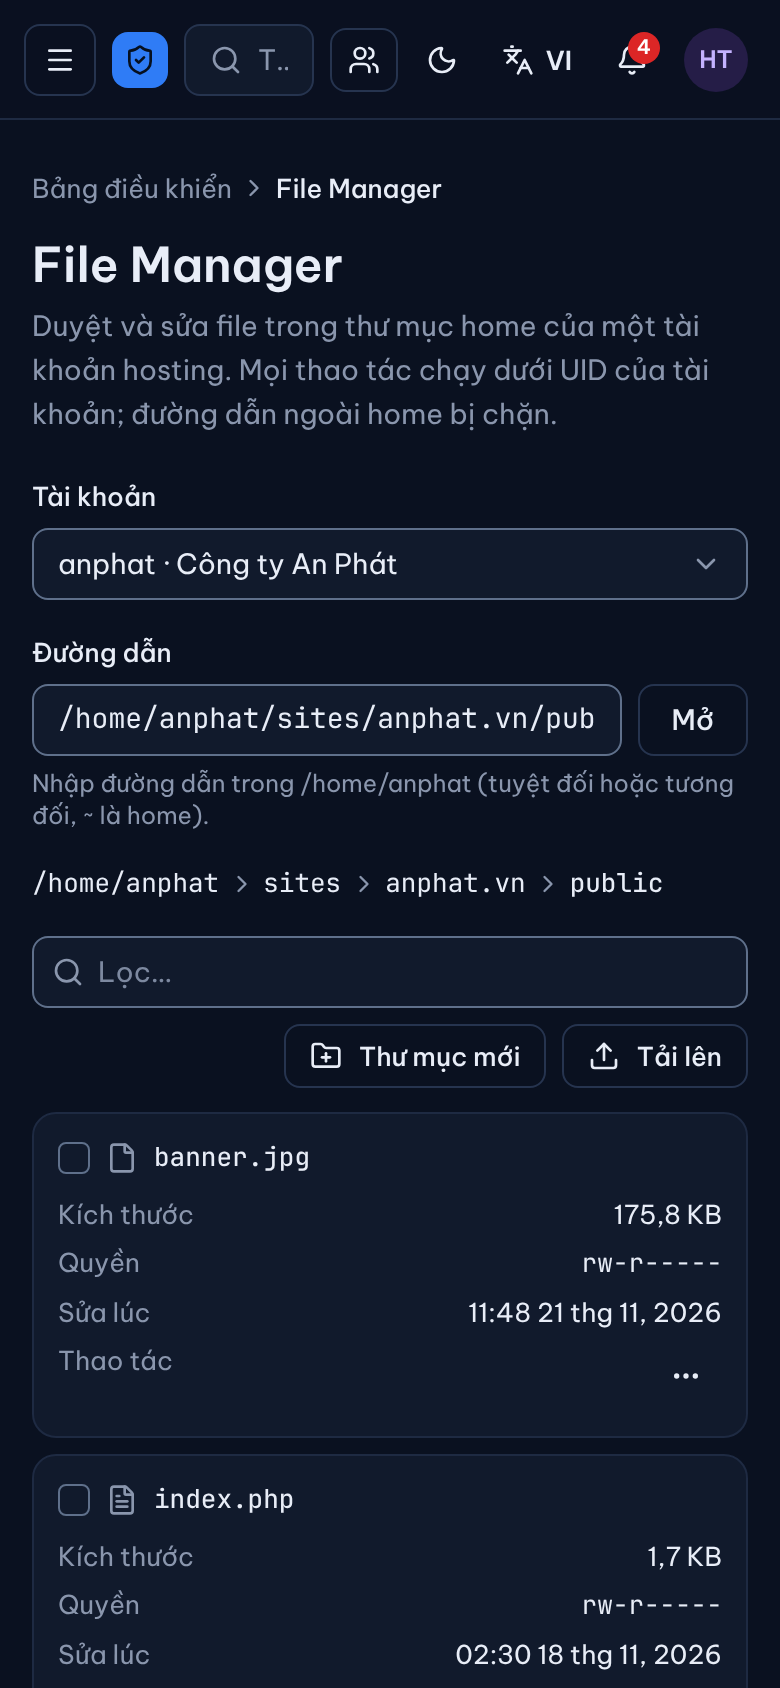 T..
VI
4
HT
Bảng điều khiển > File Manager
File Manager
Duyệt và sửa file trong thư mục home của một tài
khoản hosting. Mọi thao tác chạy dưới UID của tài
khoản; đường dẫn ngoài home bị chặn.
Tài khoản
anphat · Công ty An Phát
Đường dẫn
/home/anphat/sites/anphat.vn/pub
Mở
Nhập đường dẫn trong /home/anphat (tuyệt đối hoặc tương
đối, ~ là home).
/home/anphat > sites > anphat.vn > public
Lọc...
Thư mục mới
Tải lên
banner.jpg
Kích thước 175,8 KB
Quyền rw-r-----
Sửa lúc 11:48 21 thg 11, 2026
Thao tác ...
index.php
Kích thước 1,7 KB
Quyền rw-r-----
Sửa lúc 02:30 18 thg 11, 2026